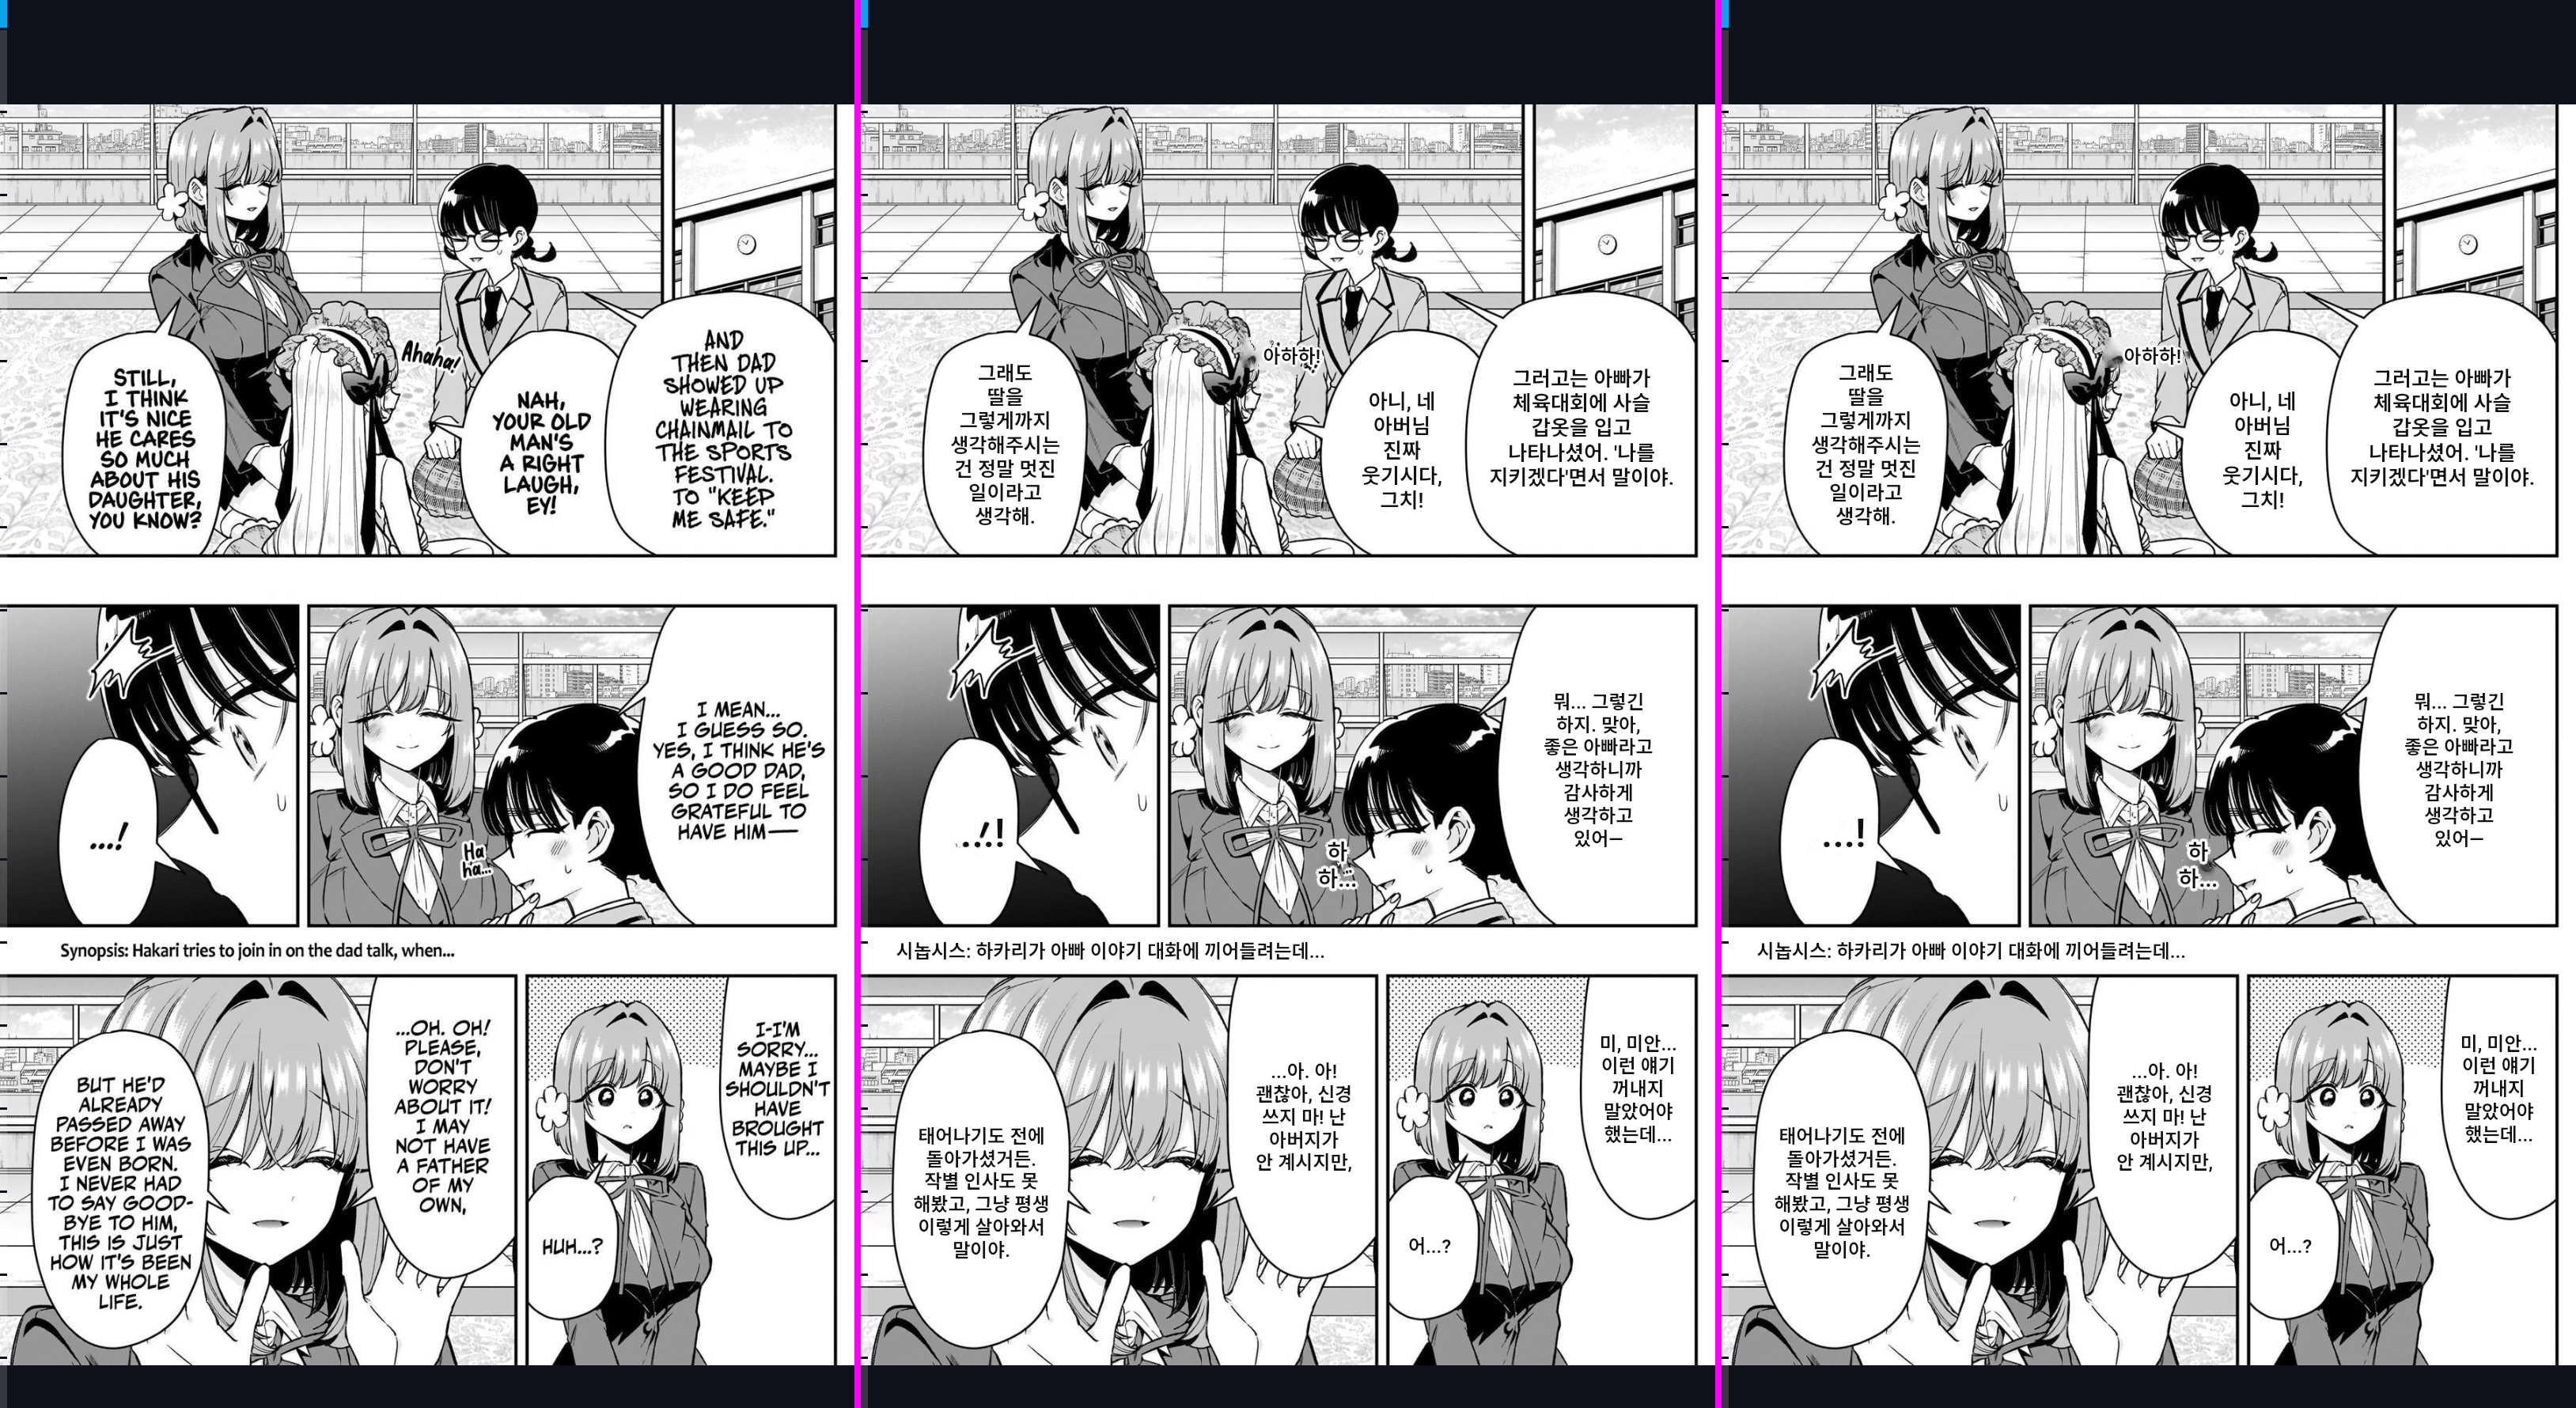 AND
THEN DAD
SHOWED UP
WEARING
CHAINMAIL TO
THE SPORTS
FESTIVAL.
TO "KEEP
ME SAFE."
NAH,
YOUR OLD
MAN'S
A RIGHT
LAUGH,
EY!
Ahaha!
STILL,
I THINK
IT'S NICE
HE CARES
SO MUCH
ABOUT HIS
DAUGHTER,
YOU KNOW?
I MEAN...
I GUESS SO.
YES, I THINK HE'S
A GOOD DAD,
SO I DO FEEL
GRATEFUL TO
HAVE HIM—
Ha
ha...
...!
Synopsis: Hakari tries to join in on the dad talk, when...
I-I'M
SORRY...
MAYBE I
SHOULDN'T
HAVE
BROUGHT
THIS UP...
HUH...?
...OH. OH!
PLEASE,
DON'T
WORRY
ABOUT IT!
I MAY
NOT HAVE
A FATHER
OF MY
OWN,
BUT HE'D
ALREADY
PASSED AWAY
BEFORE I WAS
EVEN BORN.
I NEVER HAD
TO SAY GOOD-
BYE TO HIM,
THIS IS JUST
HOW IT'S BEEN
MY WHOLE
LIFE.
그러고는 아빠가
체육대회에 사슬
갑옷을 입고
나타나셨어. '나를
지키겠다'면서 말이야.
아니, 네
아버님
진짜
웃기시다,
그치!
아하하!
그래도
딸을
그렇게까지
생각해주시는
건 정말 멋진
일이라고
생각해.
뭐... 그렇긴
하지. 맞아,
좋은 아빠라고
생각하니까
감사하게
생각하고
있어—
하
하...
...!
시놉시스: 하카리가 아빠 이야기 대화에 끼어들려는데...
미, 미안...
이런 얘기
꺼내지
말았어야
했는데...
어...?
...아. 아!
괜찮아, 신경
쓰지 마! 난
아버지가
안 계시지만,
태어나기도 전에
돌아가셨거든.
작별 인사도 못
해봤고, 그냥 평생
이렇게 살아와서
말이야.
그러고는 아빠가
체육대회에 사슬
갑옷을 입고
나타나셨어. '나를
지키겠다'면서 말이야.
아니, 네
아버님
진짜
웃기시다,
그치!
아하하!
그래도
딸을
그렇게까지
생각해주시는
건 정말 멋진
일이라고
생각해.
뭐... 그렇긴
하지. 맞아,
좋은 아빠라고
생각하니까
감사하게
생각하고
있어—
하
하...
...!
시놉시스: 하카리가 아빠 이야기 대화에 끼어들려는데...
미, 미안...
이런 얘기
꺼내지
말았어야
했는데...
어...?
...아. 아!
괜찮아, 신경
쓰지 마! 난
아버지가
안 계시지만,
태어나기도 전에
돌아가셨거든.
작별 인사도 못
해봤고, 그냥 평생
이렇게 살아와서
말이야.